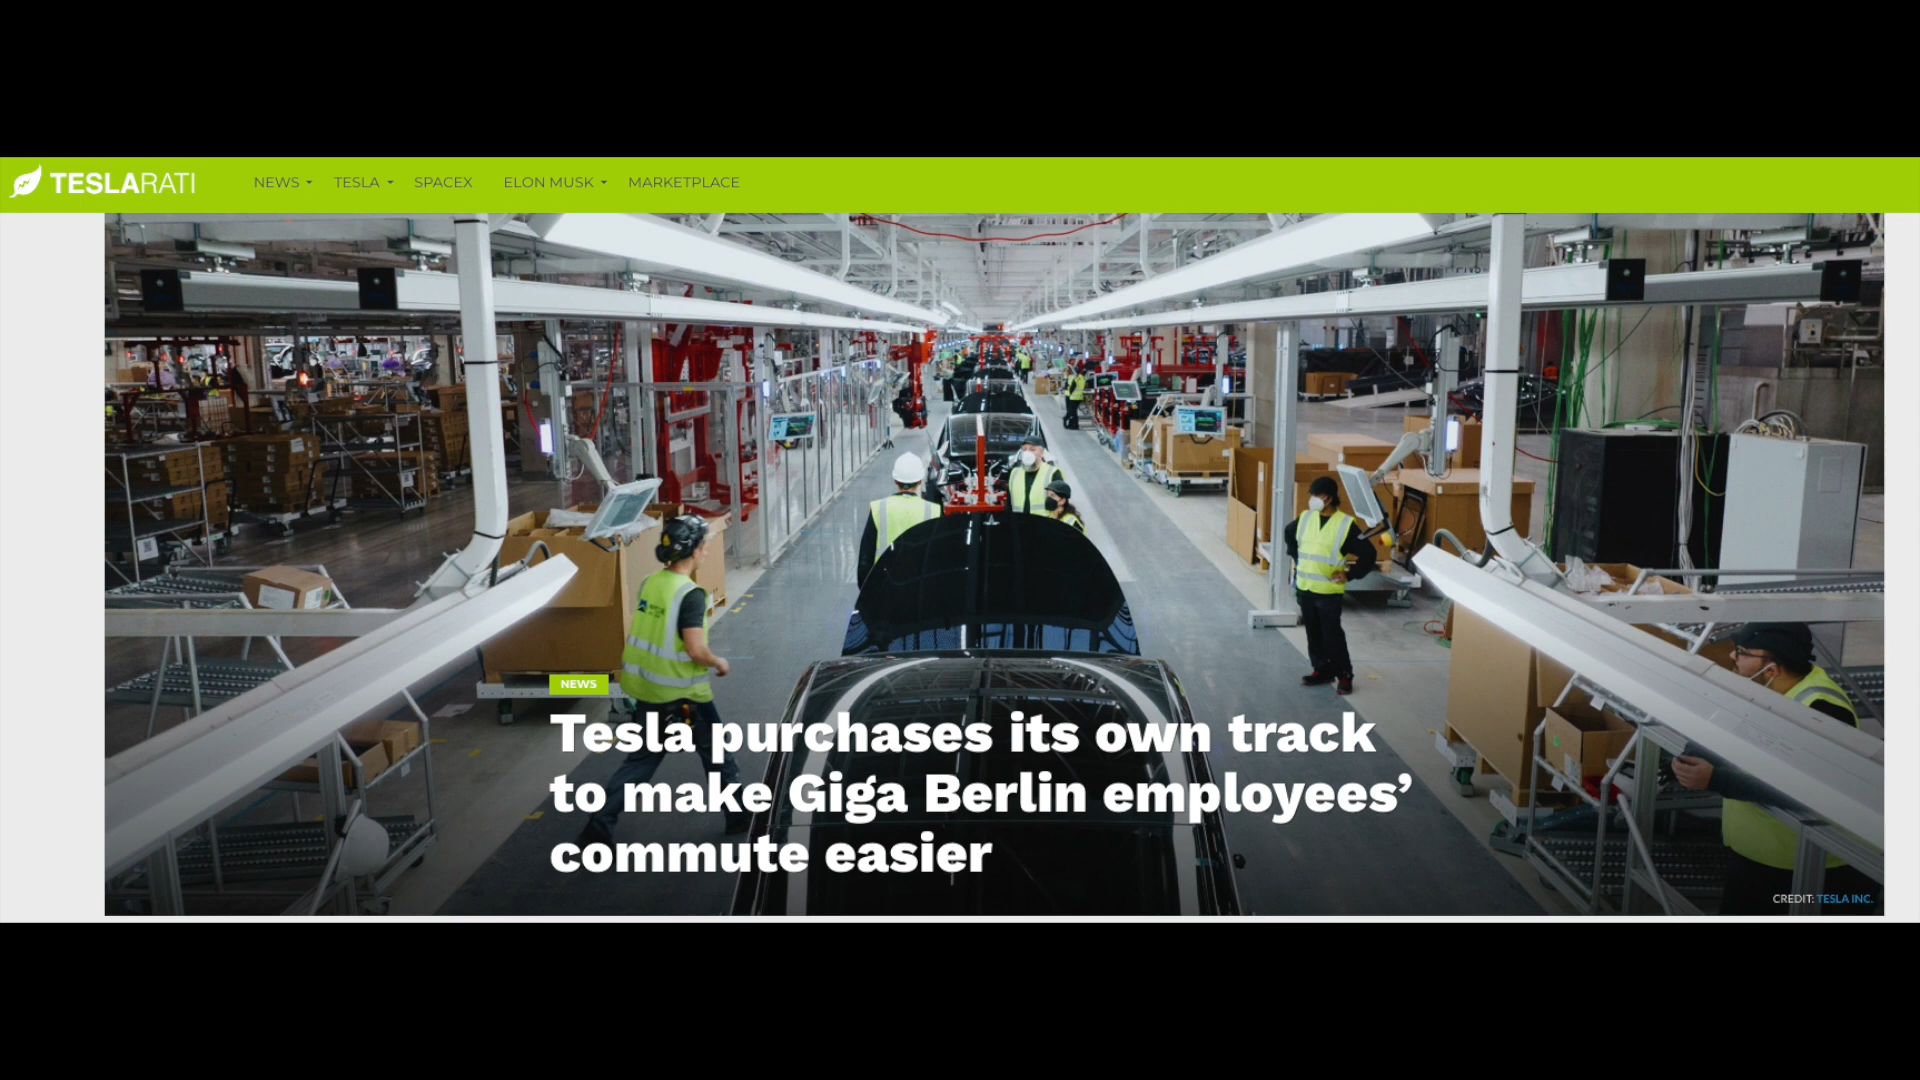 TESLARATI
NEWS
TESLA
SPACEX
ELON MUSK
MARKETPLACE
NEWS
Tesla purchases its own track
to make Giga Berlin employees’
commute easier
CREDIT: TESLA INC.